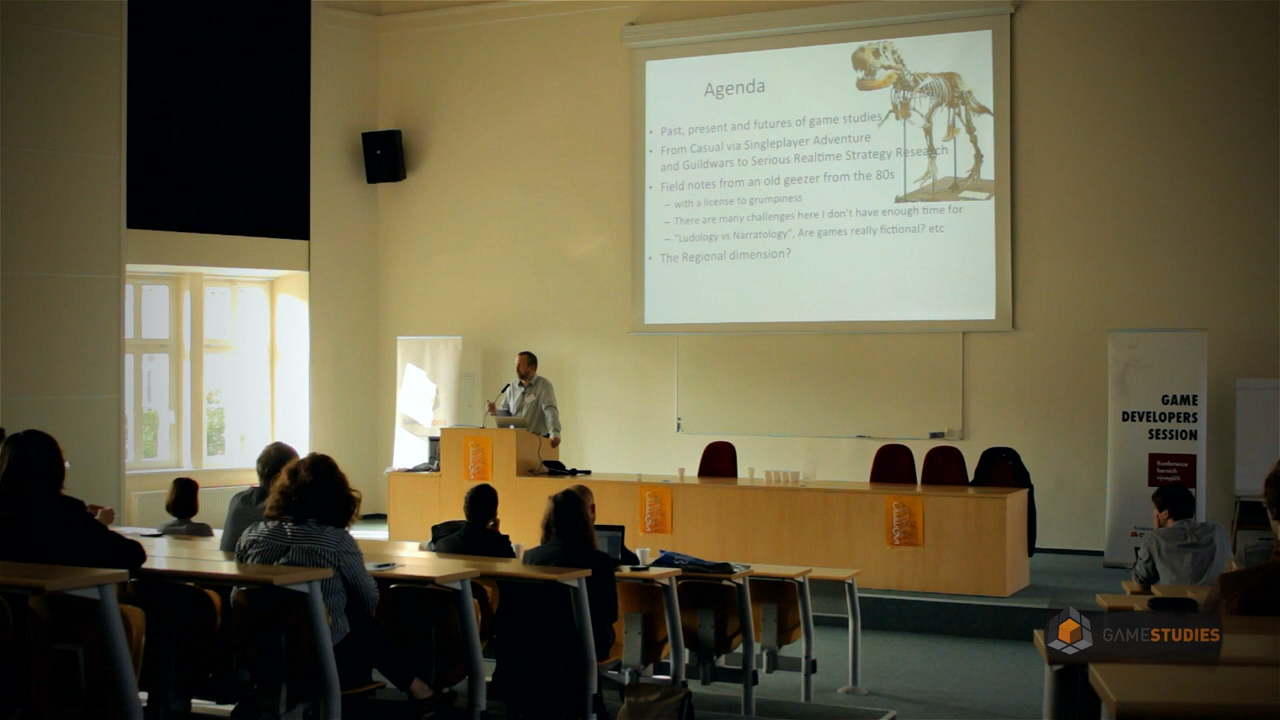 Agenda
• Past, present and futures of game studies
• From Casual via Singleplayer Adventure
and Guildwars to Serious Realtime Strategy Research
• Field notes from an old geezer from the 80s
– with a license to grumpiness
– There are many challenges here I don't have enough time for
– "Ludology vs Narratology", Are games really fictional? etc
• The Regional dimension?
GAME
DEVELOPERS
SESSION
Konference
herních
vývojářů
GAMESTUDIES